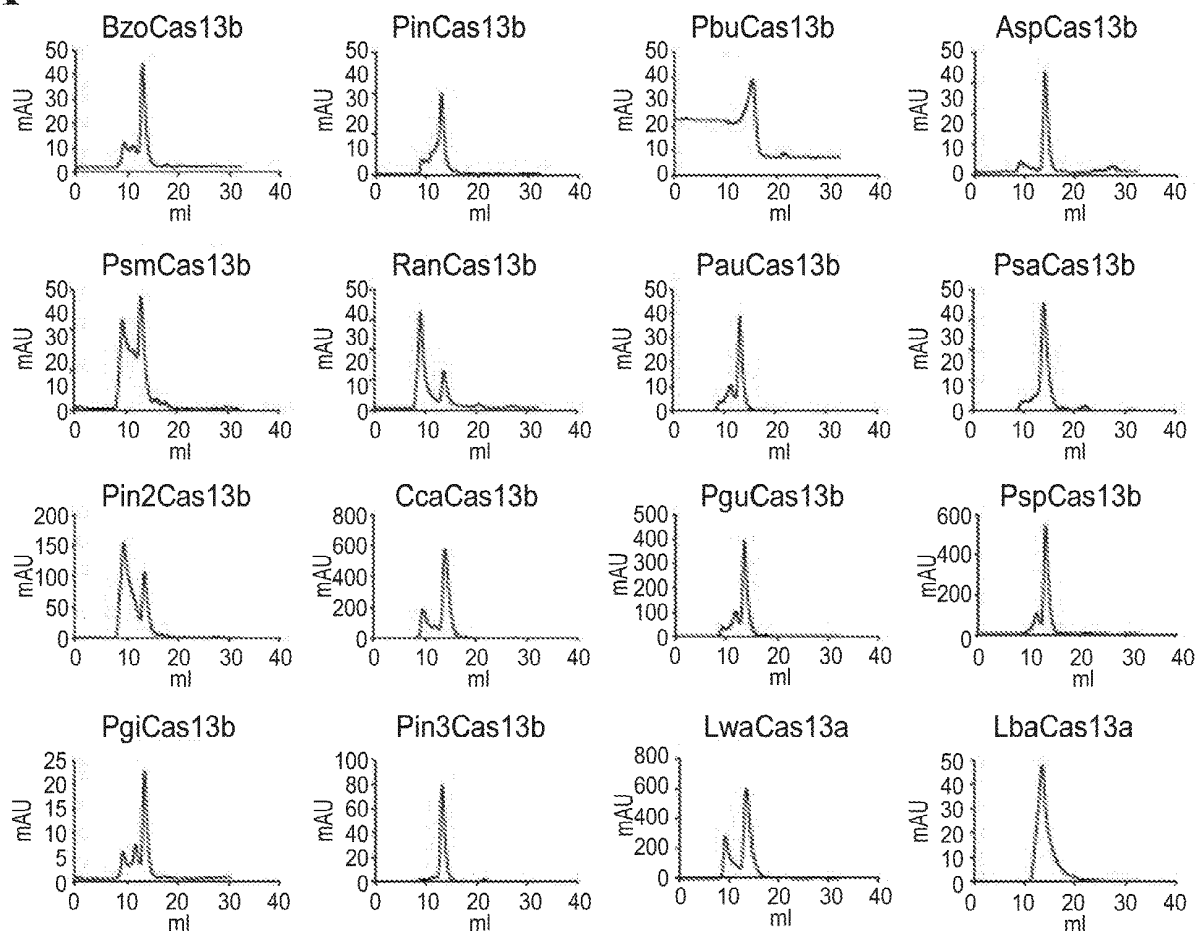 BzoCas13b
50
40
30
20
10
0
mAU
0 10 20 30 40
ml
PinCas13b
50
40
30
20
10
0
mAU
0 10 20 30 40
ml
PbuCas13b
50
40
30
20
10
0
mAU
0 10 20 30 40
ml
AspCas13b
50
40
30
20
10
0
mAU
0 10 20 30 40
ml
PsmCas13b
50
40
30
20
10
0
mAU
0 10 20 30 40
ml
RanCas13b
50
40
30
20
10
0
mAU
0 10 20 30 40
ml
PauCas13b
50
40
30
20
10
0
mAU
0 10 20 30 40
ml
PsaCas13b
50
40
30
20
10
0
mAU
0 10 20 30 40
ml
Pin2Cas13b
200
150
100
50
0
mAU
0 10 20 30 40
ml
CcaCas13b
800
600
400
200
0
mAU
0 10 20 30 40
ml
PguCas13b
500
400
300
200
100
0
mAU
0 10 20 30 40
ml
PspCas13b
600
400
200
0
mAU
0 10 20 30 40
ml
PgiCas13b
25
20
15
10
5
0
mAU
0 10 20 30 40
ml
Pin3Cas13b
100
80
60
40
20
0
mAU
0 10 20 30 40
ml
LwaCas13a
800
600
400
200
0
mAU
0 10 20 30 40
ml
LbaCas13a
50
40
30
20
10
0
mAU
0 10 20 30 40
ml